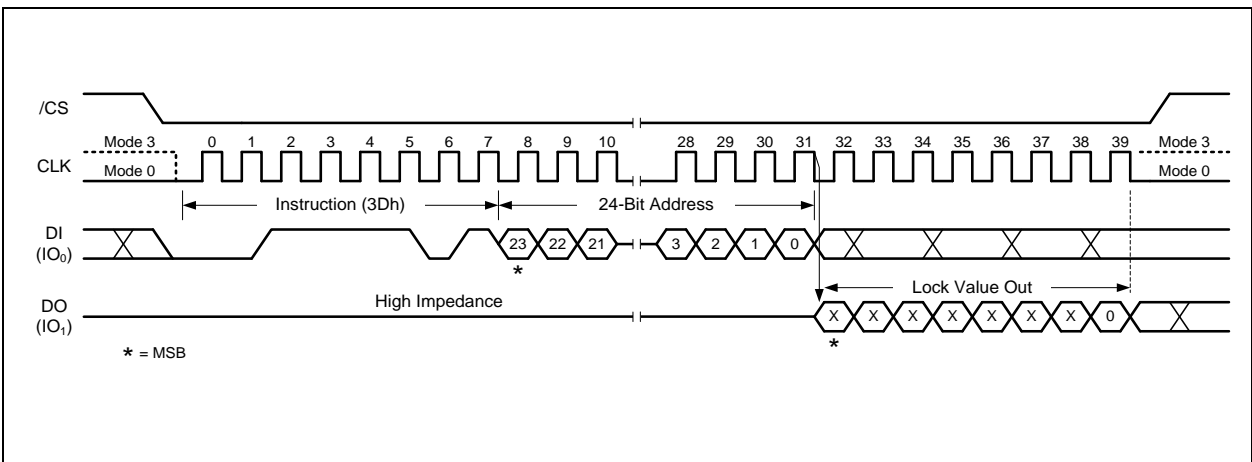 /CS
Mode 3 0 1 2 3 4 5 6 7 8 9 10 28 29 30 31 32 33 34 35 36 37 38 39 Mode 3
CLK Mode 0 Mode 0
Instruction (3Dh) 24-Bit Address
DI
(IO₀) 23 22 21 3 2 1 0
*
Lock Value Out
High Impedance
DO
(IO₁) X X X X X X X 0
*
* = MSB